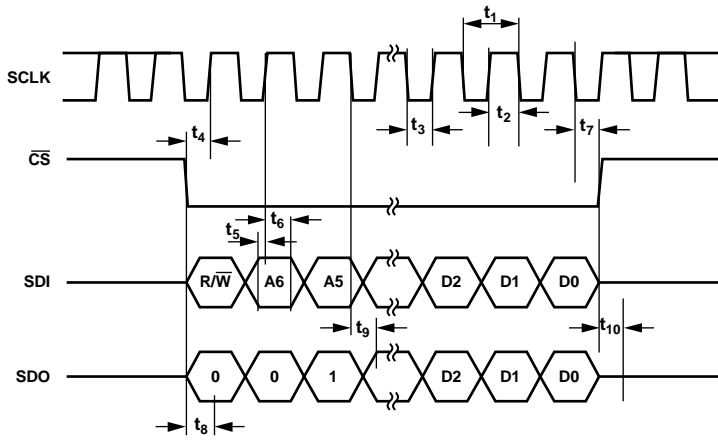 t1
SCLK
t4
t3
t2
t7
CS
t5
t6
SDI
R/W
A6
A5
D2
D1
D0
t9
t10
SDO
0
0
1
D2
D1
D0
t8